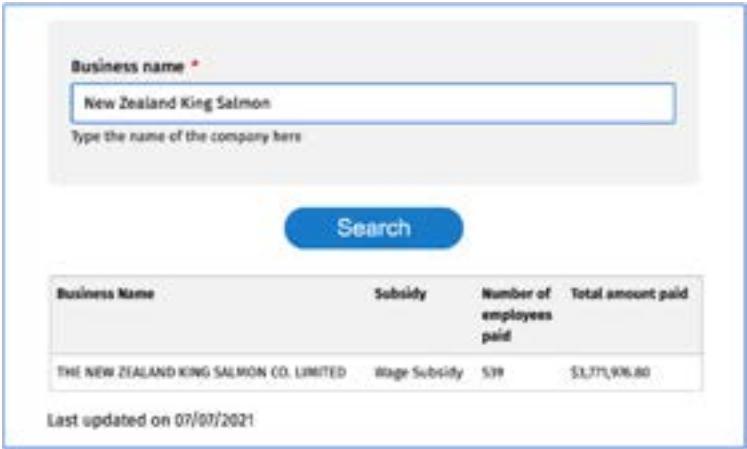 Business name *
New Zealand King Salmon
Type the name of the company here
Search
Business Name Subsidy Number of employees paid Total amount paid
THE NEW ZEALAND KING SALMON CO. LIMITED Wage Subsidy 539 $3,771,976.80
Last updated on 07/07/2021